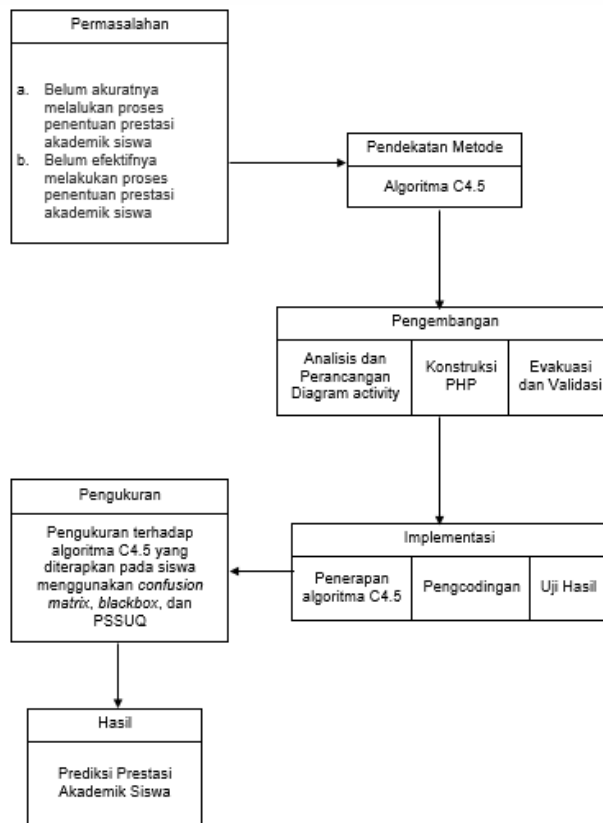 Permasalahan
a. Belum akuratnya
melalukan proses
penentuan prestasi
akademik siswa
b. Belum efektifnya
melakukan proses
penentuan prestasi
akademik siswa
Pendekatan Metode
Algoritma C4.5
Pengembangan
Analisis dan
Perancangan
Diagram activity
Konstruksi
PHP
Evakuasi
dan Validasi
Implementasi
Penerapan
algoritma C4.5
Pengcodingan
Uji Hasil
Pengukuran
Pengukuran terhadap
algoritma C4.5 yang
diterapkan pada siswa
menggunakan confusion
matrix, blackbox, dan
PSSUQ
Hasil
Prediksi Prestasi
Akademik Siswa